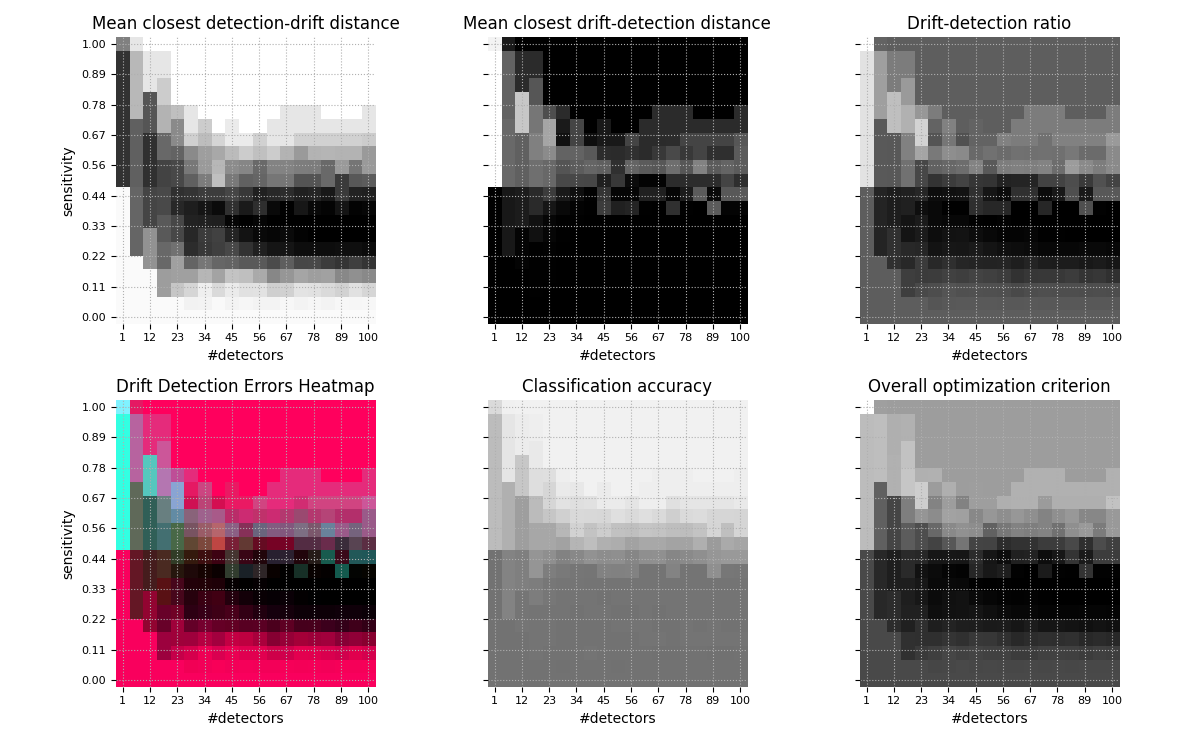 Mean closest detection-drift distance
Mean closest drift-detection distance
Drift-detection ratio
sensitivity
1.00
0.89
0.78
0.67
0.56
0.44
0.33
0.22
0.11
0.00
1 12 23 34 45 56 67 78 89 100
1 12 23 34 45 56 67 78 89 100
1 12 23 34 45 56 67 78 89 100
#detectors
#detectors
#detectors
Drift Detection Errors Heatmap
Classification accuracy
Overall optimization criterion
sensitivity
1.00
0.89
0.78
0.67
0.56
0.44
0.33
0.22
0.11
0.00
1 12 23 34 45 56 67 78 89 100
1 12 23 34 45 56 67 78 89 100
1 12 23 34 45 56 67 78 89 100
#detectors
#detectors
#detectors